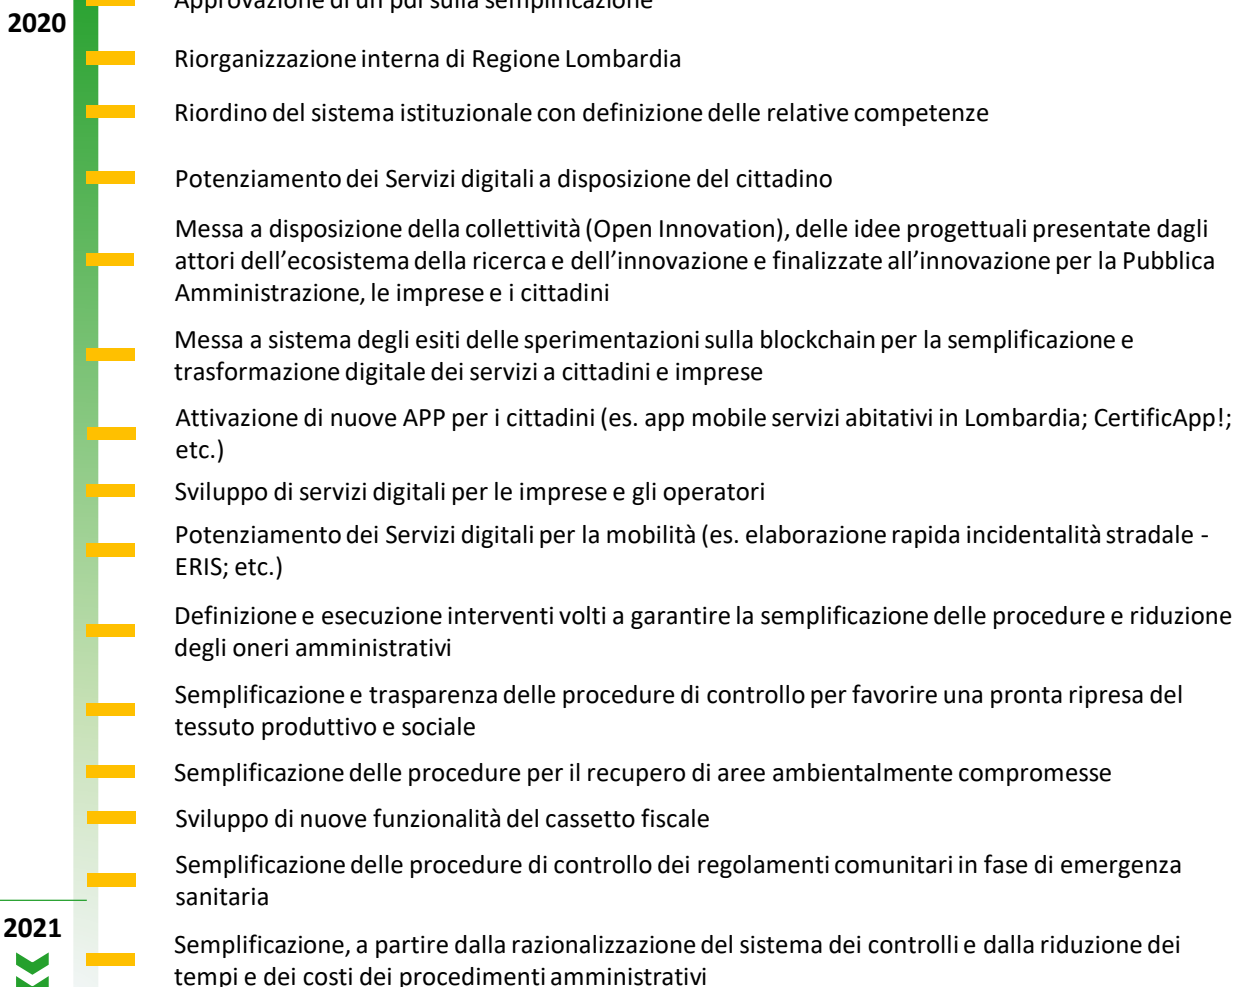 Approvazione di un pdl sulla semplificazione
2020
Riorganizzazione interna di Regione Lombardia
Riordino del sistema istituzionale con definizione delle relative competenze
Potenziamento dei Servizi digitali a disposizione del cittadino
Messa a disposizione della collettività (Open Innovation), delle idee progettuali presentate dagli
attori dell’ecosistema della ricerca e dell’innovazione e finalizzate all’innovazione per la Pubblica
Amministrazione, le imprese e i cittadini
Messa a sistema degli esiti delle sperimentazioni sulla blockchain per la semplificazione e
trasformazione digitale dei servizi a cittadini e imprese
Attivazione di nuove APP per i cittadini (es. app mobile servizi abitativi in Lombardia; CertificApp!;
etc.)
Sviluppo di servizi digitali per le imprese e gli operatori
Potenziamento dei Servizi digitali per la mobilità (es. elaborazione rapida incidentalità stradale -
ERIS; etc.)
Definizione e esecuzione interventi volti a garantire la semplificazione delle procedure e riduzione
degli oneri amministrativi
Semplificazione e trasparenza delle procedure di controllo per favorire una pronta ripresa del
tessuto produttivo e sociale
Semplificazione delle procedure per il recupero di aree ambientalmente compromesse
Sviluppo di nuove funzionalità del cassetto fiscale
Semplificazione delle procedure di controllo dei regolamenti comunitari in fase di emergenza
sanitaria
2021
Semplificazione, a partire dalla razionalizzazione del sistema dei controlli e dalla riduzione dei
tempi e dei costi dei procedimenti amministrativi